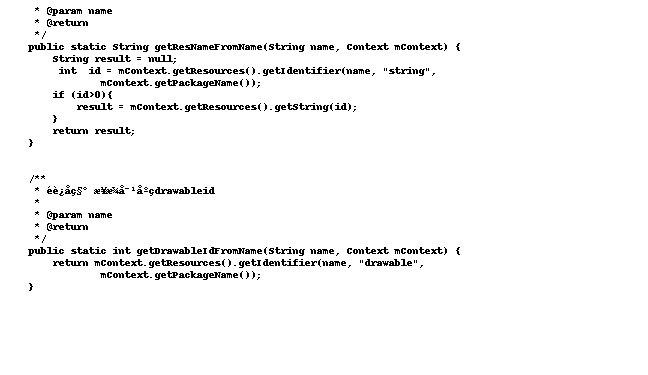 * @param name
* @return
*/
public static String getResNameFromName(String name, Context mContext) {
String result = null;
int  id = mContext.getResources().getIdentifier(name, "string",
mContext.getPackageName());
if (id>0){
result = mContext.getResources().getString(id);
}
return result;
}
/**
* éè¿åç§° æ¥æ¾å¯¹å°çdrawableid
*
* @param name
* @return
*/
public static int getDrawableIdFromName(String name, Context mContext) {
return mContext.getResources().getIdentifier(name, "drawable",
mContext.getPackageName());
}